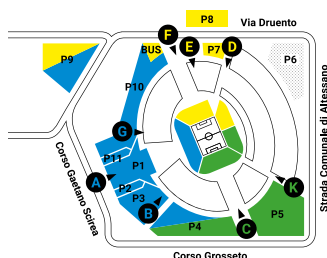 P8
Via Druento
F
BUS
E
P7
D
P9
P6
P10
G
P11
P1
A
P2
P3
B
K
P4
C
P5
Corso Gaetano Scirea
Strada Comunale di Altessano
Corso Grosseto